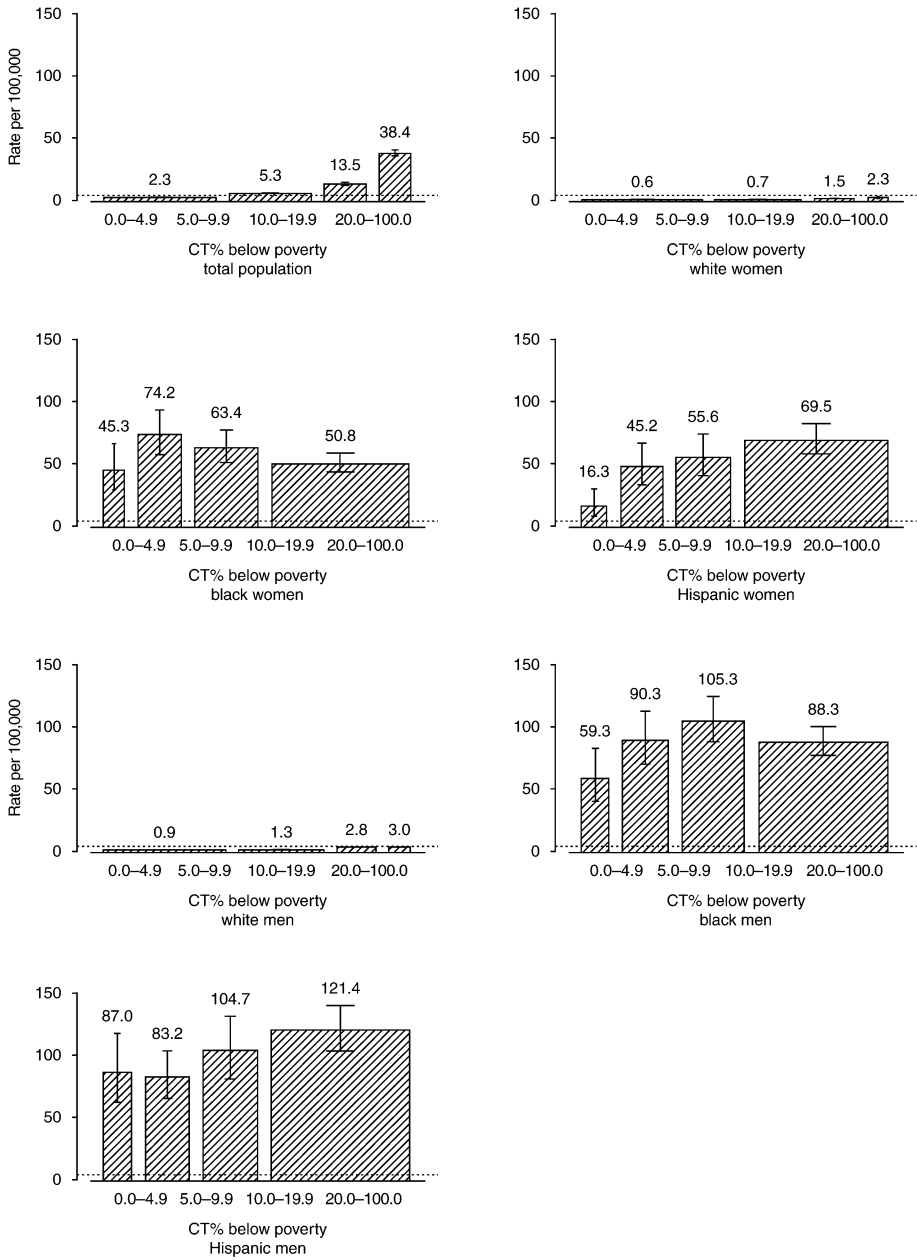 150
100
50
0
Rate per 100,000
2.3
5.3
13.5
38.4
0.0–4.9 5.0–9.9 10.0–19.9 20.0–100.0
CT% below poverty
total population
150
100
50
0
0.6
0.7
1.5
2.3
0.0–4.9 5.0–9.9 10.0–19.9 20.0–100.0
CT% below poverty
white women
150
100
50
0
45.3
74.2
63.4
50.8
0.0–4.9 5.0–9.9 10.0–19.9 20.0–100.0
CT% below poverty
black women
150
100
50
0
16.3
45.2
55.6
69.5
0.0–4.9 5.0–9.9 10.0–19.9 20.0–100.0
CT% below poverty
Hispanic women
150
100
50
0
Rate per 100,000
0.9
1.3
2.8
3.0
0.0–4.9 5.0–9.9 10.0–19.9 20.0–100.0
CT% below poverty
white men
150
100
50
0
59.3
90.3
105.3
88.3
0.0–4.9 5.0–9.9 10.0–19.9 20.0–100.0
CT% below poverty
black men
150
100
50
0
87.0
83.2
104.7
121.4
0.0–4.9 5.0–9.9 10.0–19.9 20.0–100.0
CT% below poverty
Hispanic men